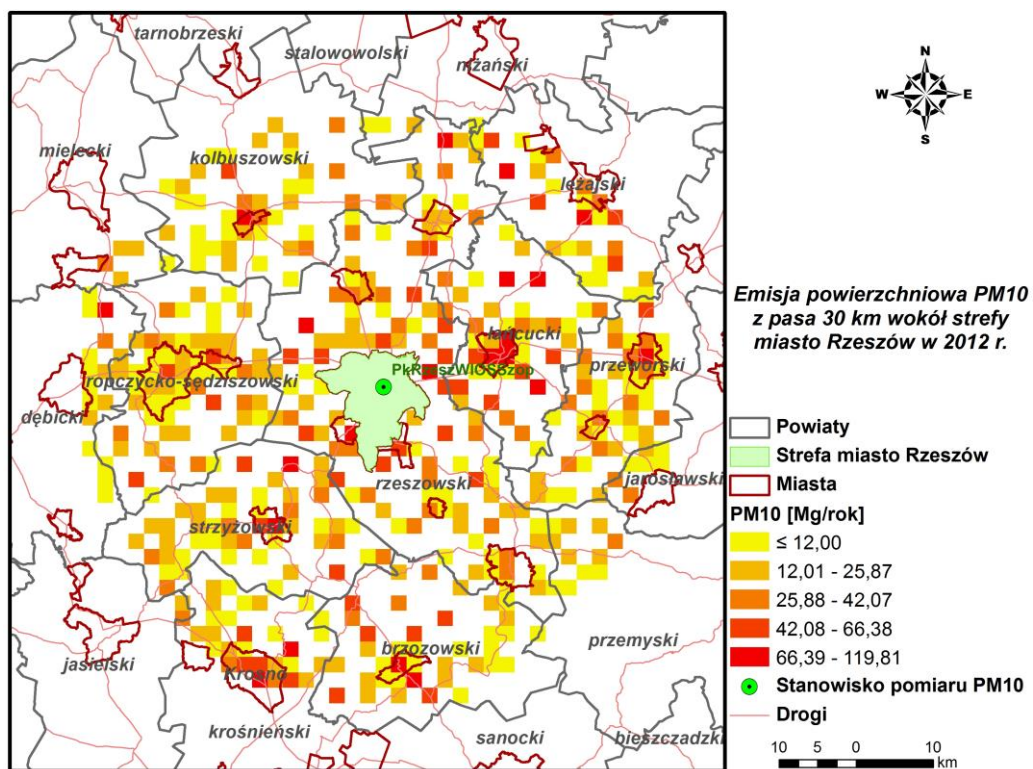 tarnobrzeski
stalowowolski
niżański
mielecki
kolbuszowski
leżajski
łańcucki
PkRzeszWIOSSzop
przeworski
ropczycko-sędziszowski
dębicki
rzeszowski
jarosławski
strzyżowski
brzozowski
przemyski
jasielski
Krosno
krośnieński
sanocki
bieszczadzki
N
W
E
S
Emisja powierzchniowa PM10
z pasa 30 km wokół strefy
miasto Rzeszów w 2012 r.
Powiaty
Strefa miasto Rzeszów
Miasta
PM10 [Mg/rok]
≤ 12,00
12,01 - 25,87
25,88 - 42,07
42,08 - 66,38
66,39 - 119,81
Stanowisko pomiaru PM10
Drogi
10 5 0 10
km